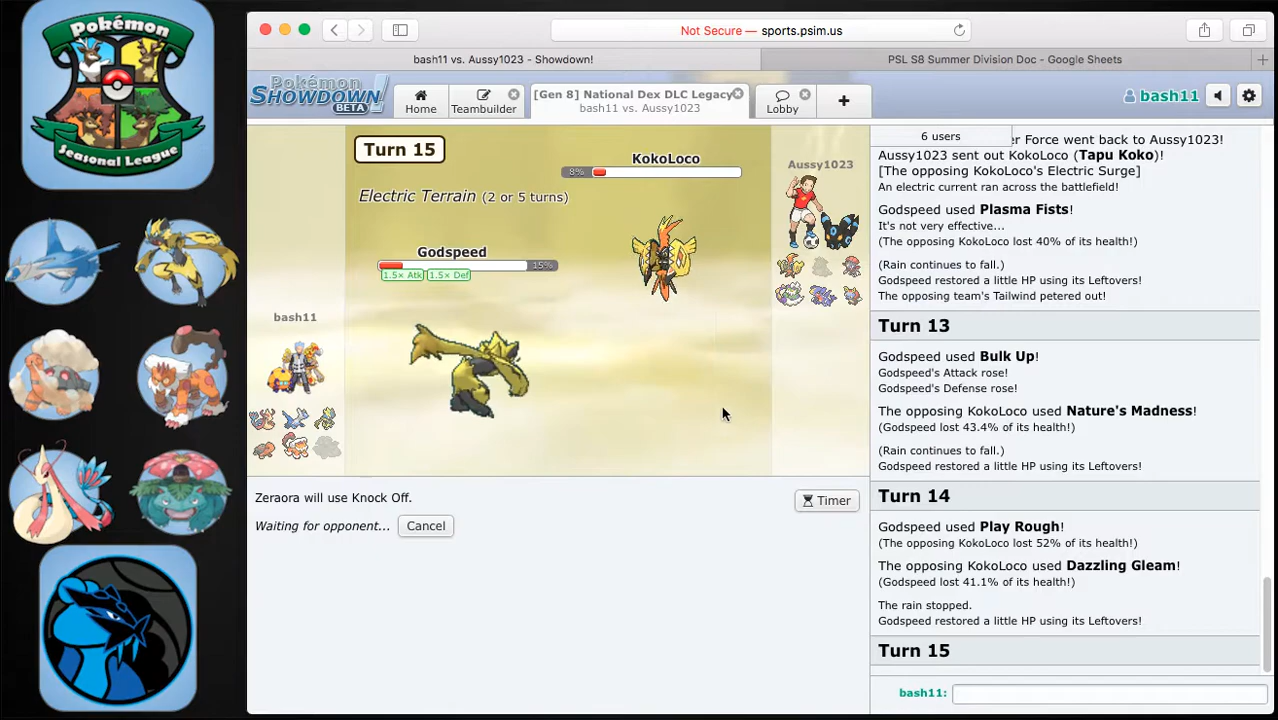 Pokémon
SEASONAL LEAGUE
Not Secure — sports.psim.us
bash11 vs. Aussy1023 - Showdown!
PSL S8 Summer Division Doc - Google Sheets
Pokémon
SHOWDOWN!
BETA
Home
Teambuilder
[Gen 8] National Dex DLC Legacy
bash11 vs. Aussy1023
Lobby
bash11
Turn 15
Electric Terrain (2 or 5 turns)
KokoLoco
8%
Godspeed
15%
1.5× Atk
1.5× Def
Aussy1023
bash11
Zeraora will use Knock Off.
Waiting for opponent...
Cancel
Timer
6 users
er Force went back to Aussy1023!
Aussy1023 sent out KokoLoco (Tapu Koko)!
[The opposing KokoLoco's Electric Surge]
An electric current ran across the battlefield!
Godspeed used Plasma Fists!
It's not very effective...
(The opposing KokoLoco lost 40% of its health!)
(Rain continues to fall.)
Godspeed restored a little HP using its Leftovers!
The opposing team's Tailwind petered out!
Turn 13
Godspeed used Bulk Up!
Godspeed's Attack rose!
Godspeed's Defense rose!
The opposing KokoLoco used Nature's Madness!
(Godspeed lost 43.4% of its health!)
(Rain continues to fall.)
Godspeed restored a little HP using its Leftovers!
Turn 14
Godspeed used Play Rough!
(The opposing KokoLoco lost 52% of its health!)
The opposing KokoLoco used Dazzling Gleam!
(Godspeed lost 41.1% of its health!)
The rain stopped.
Godspeed restored a little HP using its Leftovers!
Turn 15
bash11: